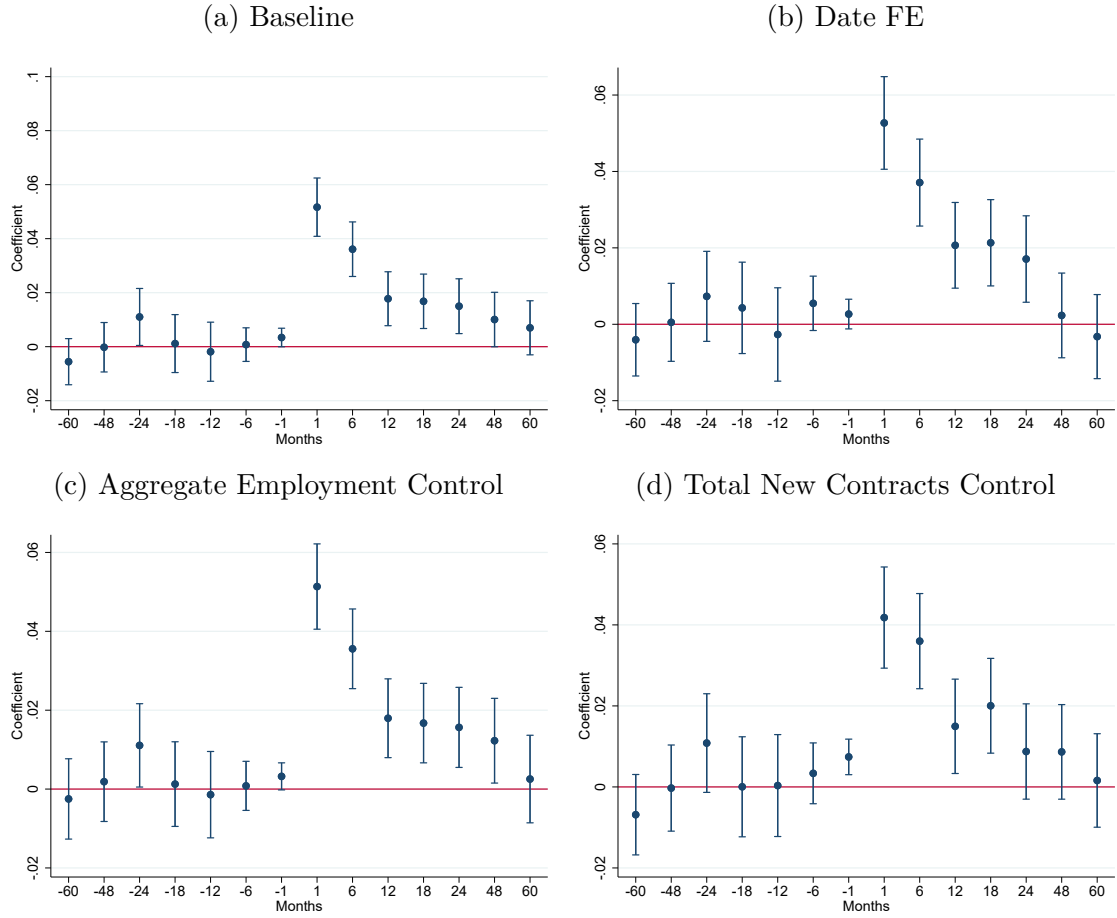 (a) Baseline
Coefficient
.1
.08
.06
.04
.02
0
-.02
-60 -48 -24 -18 -12 -6 -1 1 6 12 18 24 48 60
Months
(b) Date FE
Coefficient
.06
.04
.02
0
-.02
-60 -48 -24 -18 -12 -6 -1 1 6 12 18 24 48 60
Months
(c) Aggregate Employment Control
Coefficient
.06
.04
.02
0
-.02
-60 -48 -24 -18 -12 -6 -1 1 6 12 18 24 48 60
Months
(d) Total New Contracts Control
Coefficient
.06
.04
.02
0
-.02
-60 -48 -24 -18 -12 -6 -1 1 6 12 18 24 48 60
Months